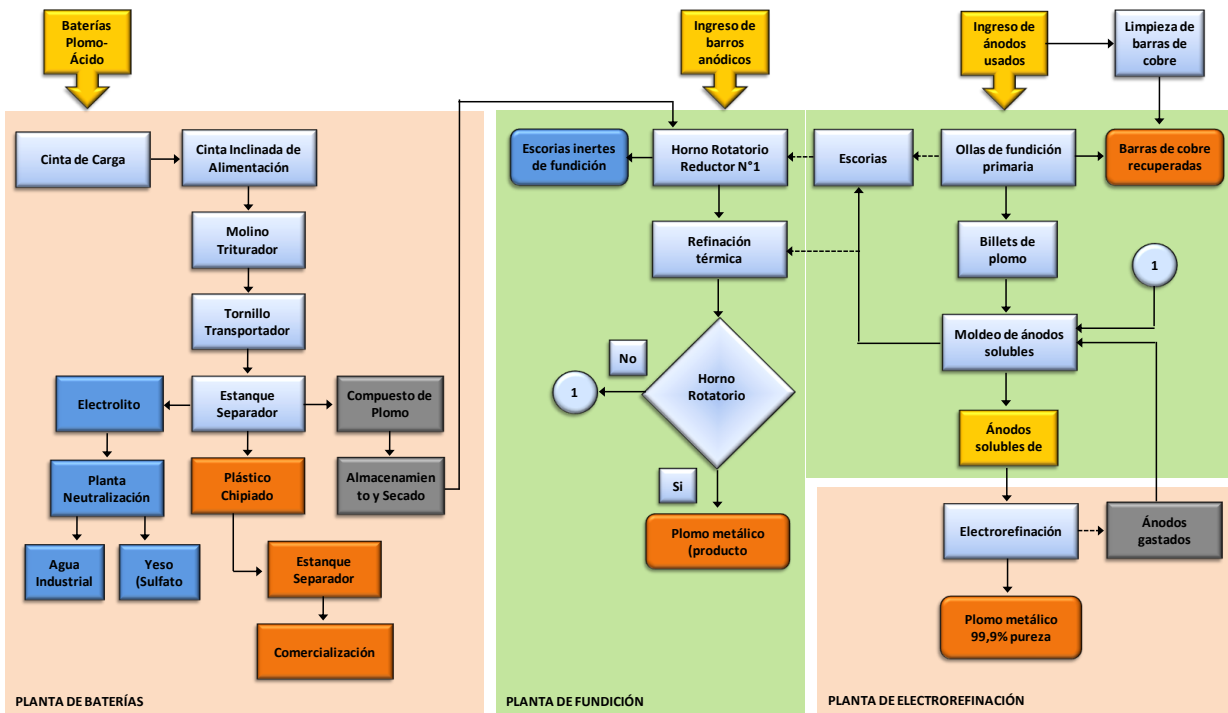 Baterías
Plomo-
Ácido
Ingreso de
barros
anódicos
Ingreso de
ánodos
usados
Limpieza de
barras de
cobre
Cinta de Carga
Cinta Inclinada de
Alimentación
Molino
Triturador
Tornillo
Transportador
Estanque
Separador
Electrolito
Compuesto de
Plomo
Planta
Neutralización
Plástico
Chipiado
Almacenamien
to y Secado
Agua
Industrial
Yeso
(Sulfato
Estanque
Separador
Comercialización
PLANTA DE BATERÍAS
Escorias inertes
de fundición
Horno Rotatorio
Reductor N°1
Escorias
Ollas de fundición
primaria
Barras de cobre
recuperadas
Refinación
térmica
Billets de
plomo
1
Moldeo de ánodos
solubles
No
1
Horno
Rotatorio
Si
Plomo metálico
(producto
Ánodos
solubles de
PLANTA DE FUNDICIÓN
Electrorefinación
Ánodos
gastados
Plomo metálico
99,9% pureza
PLANTA DE ELECTROREFINACIÓN